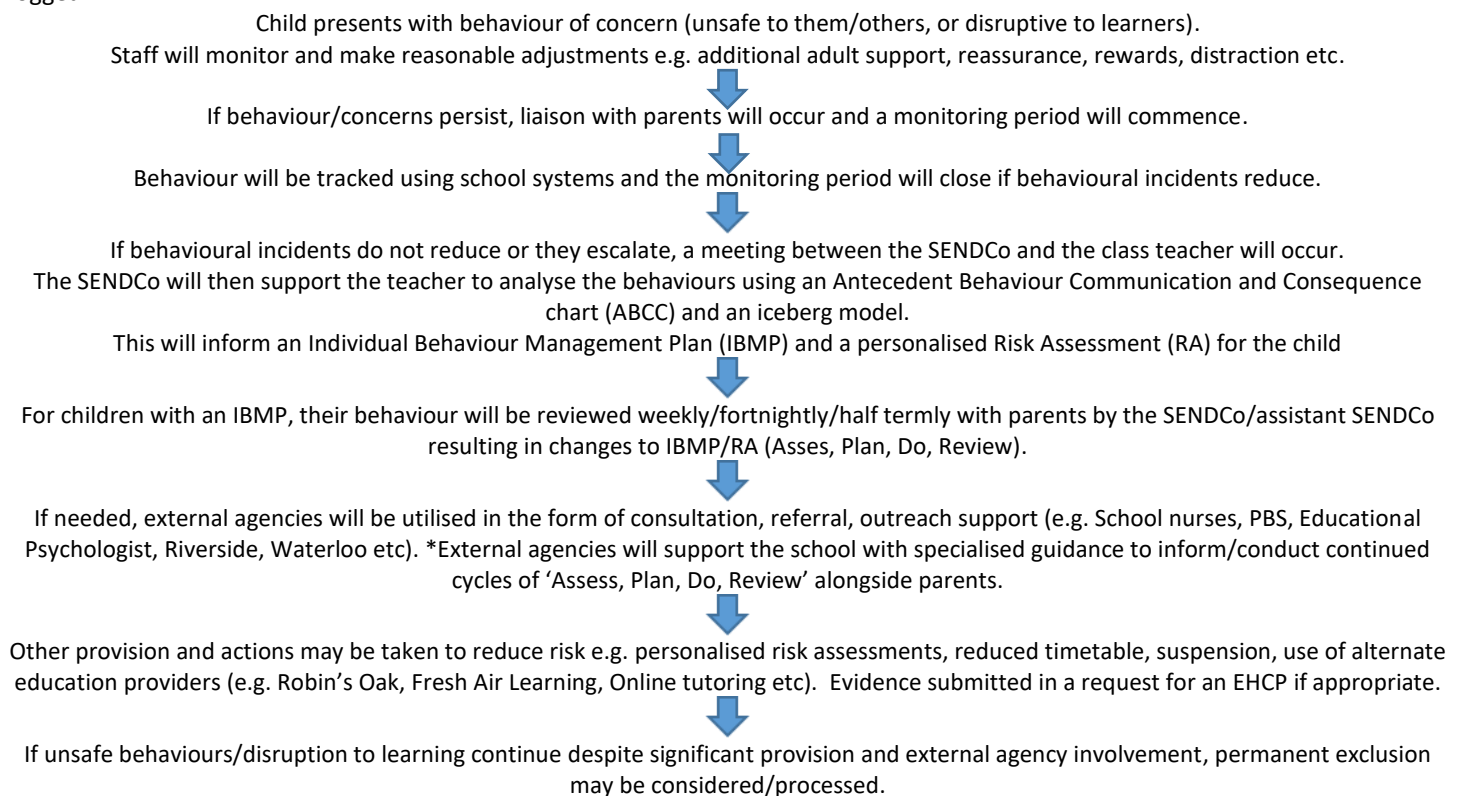 Child presents with behaviour of concern (unsafe to them/others, or disruptive to learners).
Staff will monitor and make reasonable adjustments e.g. additional adult support, reassurance, rewards, distraction etc.
If behaviour/concerns persist, liaison with parents will occur and a monitoring period will commence.
Behaviour will be tracked using school systems and the monitoring period will close if behavioural incidents reduce.
If behavioural incidents do not reduce or they escalate, a meeting between the SENDCo and the class teacher will occur.
The SENDCo will then support the teacher to analyse the behaviours using an Antecedent Behaviour Communication and Consequence
chart (ABCC) and an iceberg model.
This will inform an Individual Behaviour Management Plan (IBMP) and a personalised Risk Assessment (RA) for the child
For children with an IBMP, their behaviour will be reviewed weekly/fortnightly/half termly with parents by the SENDCo/assistant SENDCo
resulting in changes to IBMP/RA (Asses, Plan, Do, Review).
If needed, external agencies will be utilised in the form of consultation, referral, outreach support (e.g. School nurses, PBS, Educational
Psychologist, Riverside, Waterloo etc). *External agencies will support the school with specialised guidance to inform/conduct continued
cycles of ‘Assess, Plan, Do, Review’ alongside parents.
Other provision and actions may be taken to reduce risk e.g. personalised risk assessments, reduced timetable, suspension, use of alternate
education providers (e.g. Robin’s Oak, Fresh Air Learning, Online tutoring etc).  Evidence submitted in a request for an EHCP if appropriate.
If unsafe behaviours/disruption to learning continue despite significant provision and external agency involvement, permanent exclusion
may be considered/processed.